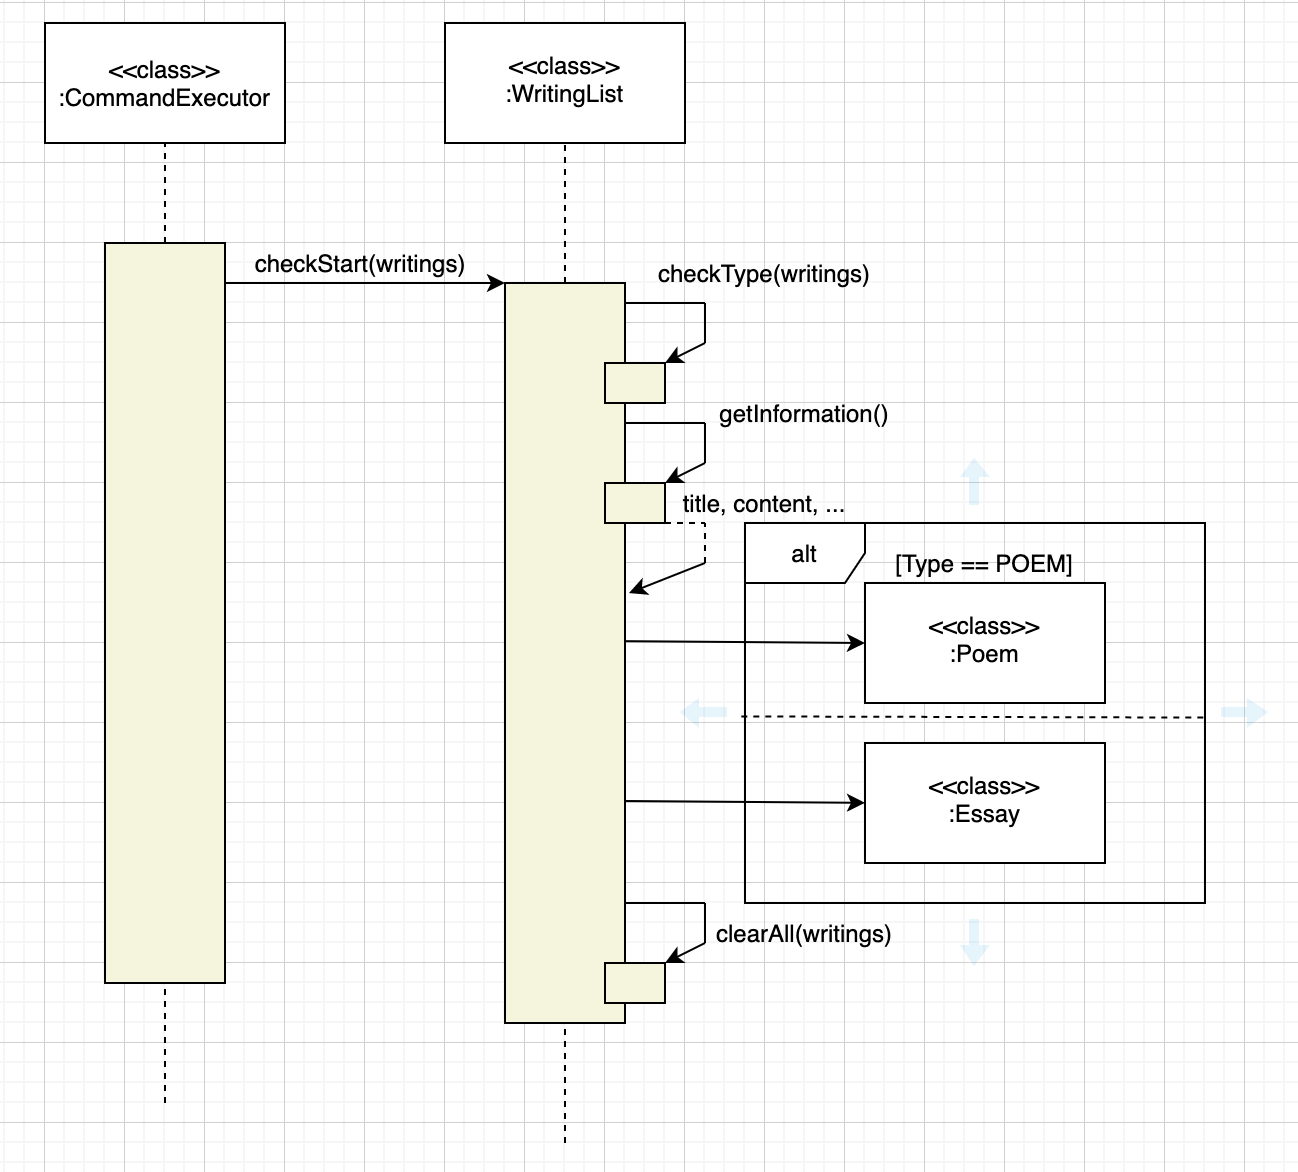 <<class>>
:CommandExecutor
<<class>>
:WritingList
checkStart(writings)
checkType(writings)
getInformation()
title, content, ...
alt
[Type == POEM]
<<class>>
:Poem
<<class>>
:Essay
clearAll(writings)